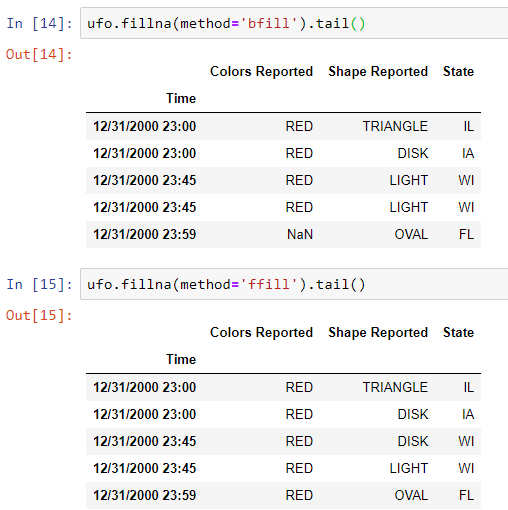 In [14]: ufo.fillna(method='bfill').tail()
Out[14]:
Colors Reported Shape Reported State
Time
12/31/2000 23:00 RED TRIANGLE IL
12/31/2000 23:00 RED DISK IA
12/31/2000 23:45 RED LIGHT WI
12/31/2000 23:45 RED LIGHT WI
12/31/2000 23:59 NaN OVAL FL
In [15]: ufo.fillna(method='ffill').tail()
Out[15]:
Colors Reported Shape Reported State
Time
12/31/2000 23:00 RED TRIANGLE IL
12/31/2000 23:00 RED DISK IA
12/31/2000 23:45 RED DISK WI
12/31/2000 23:45 RED LIGHT WI
12/31/2000 23:59 RED OVAL FL